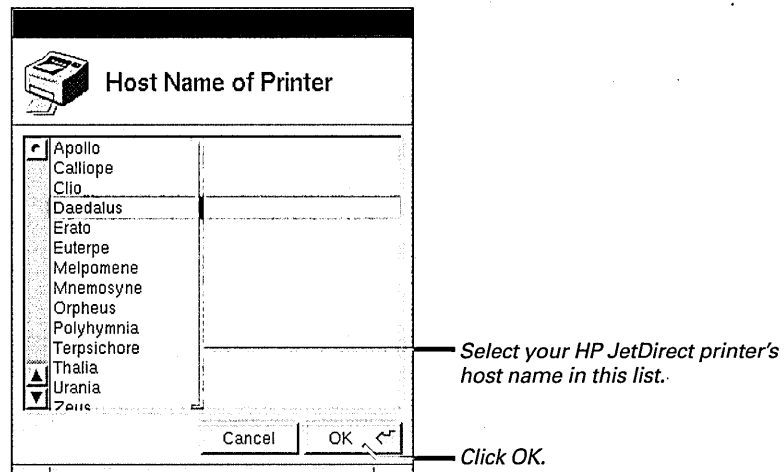 Host Name of Printer
Apollo
Calliope
Clio
Daedalus
Erato
Euterpe
Melpomene
Mnemosyne
Orpheus
Polyhymnia
Terpsichore
Thalia
Urania
Zeus
Select your HP JetDirect printer's
host name in this list.
Cancel
OK
Click OK.